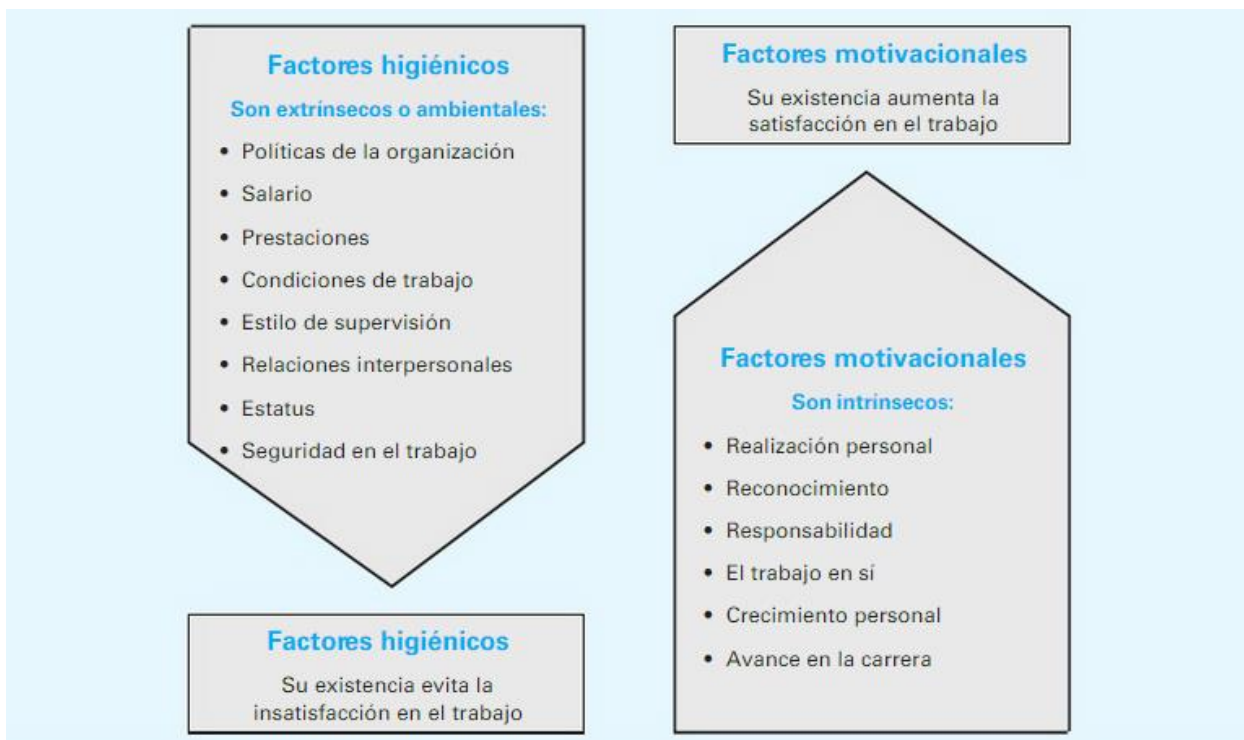 Factores higiénicos
Son extrínsecos o ambientales:
• Políticas de la organización
• Salario
• Prestaciones
• Condiciones de trabajo
• Estilo de supervisión
• Relaciones interpersonales
• Estatus
• Seguridad en el trabajo
Factores higiénicos
Su existencia evita la
insatisfacción en el trabajo
Factores motivacionales
Su existencia aumenta la
satisfacción en el trabajo
Factores motivacionales
Son intrínsecos:
• Realización personal
• Reconocimiento
• Responsabilidad
• El trabajo en sí
• Crecimiento personal
• Avance en la carrera